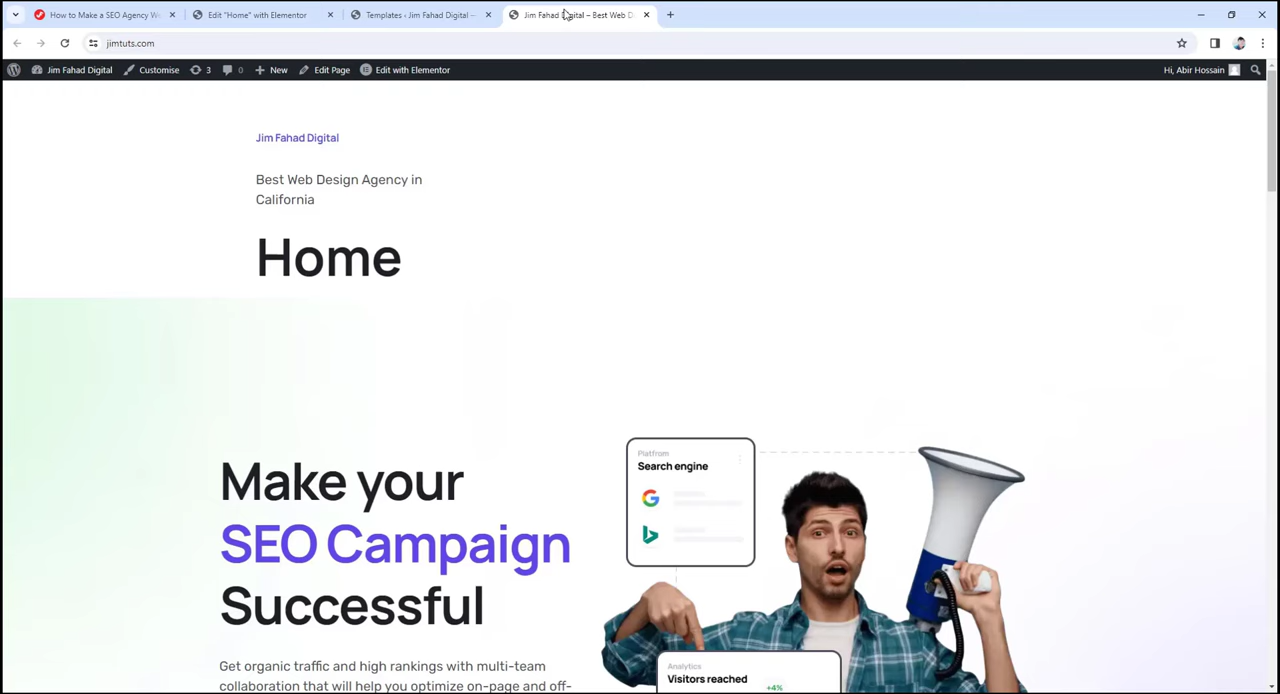 How to Make a SEO Agency We
Edit "Home" with Elementor
Templates ‹ Jim Fahad Digital —
Jim Fahad Digital – Best Web D
jimtuts.com
Jim Fahad Digital
Customise
3
0
New
Edit Page
Edit with Elementor
Hi, Abir Hossain
Jim Fahad Digital
Best Web Design Agency in
California
Home
Make your
SEO Campaign
Successful
Get organic traffic and high rankings with multi-team
collaboration that will help you optimize on-page and off-
Platfrom
Search engine
Analytics
Visitors reached
+4%